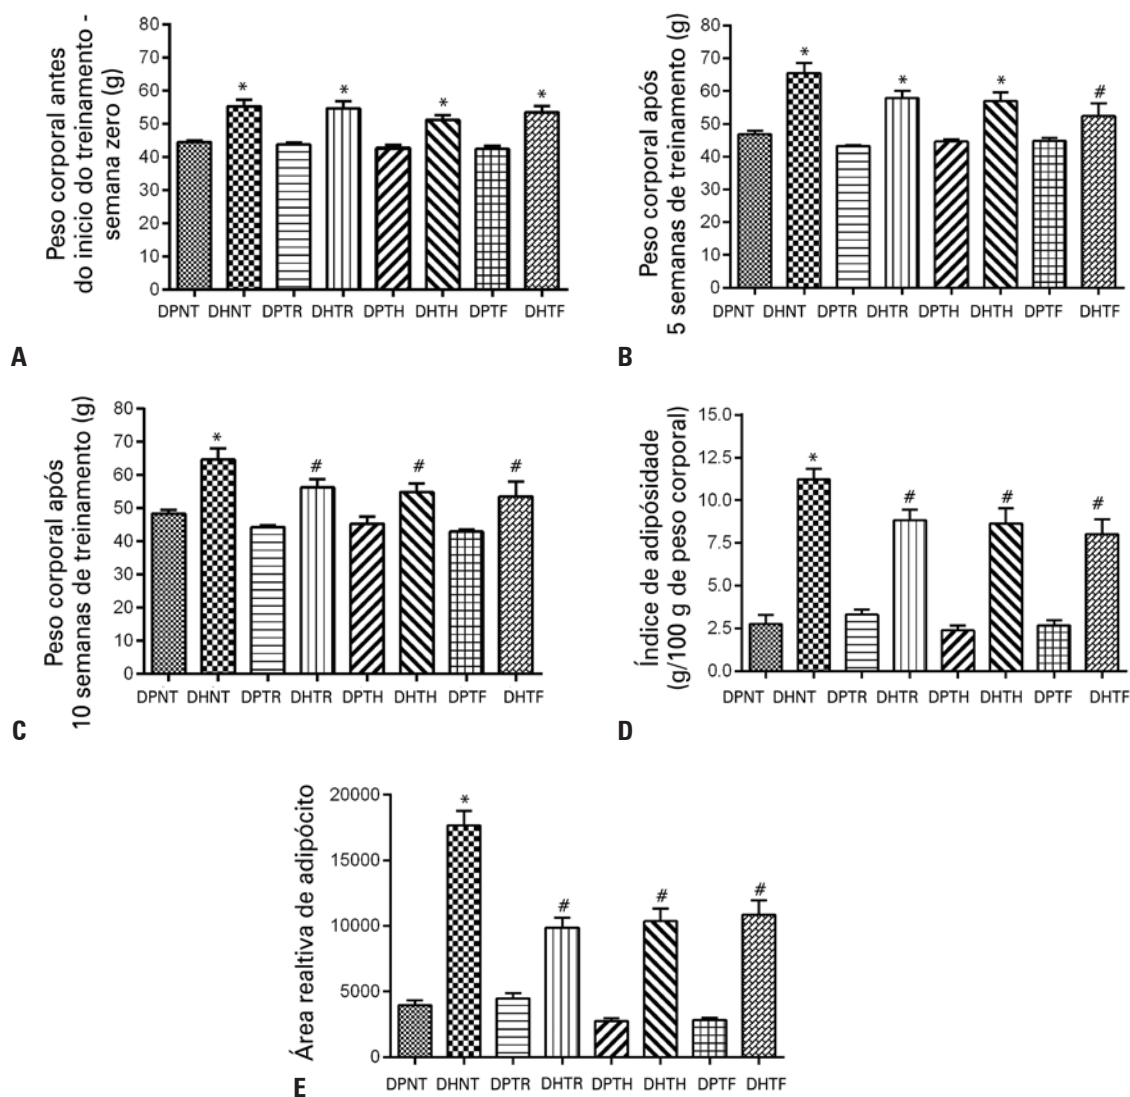 Peso corporal antes
do inicio do treinamento -
semana zero (g)
80
70
60
50
40
30
20
10
0
* * * *
DPNT DHNT DPTR DHTR DPTH DHTH DPTF DHTF
A
Peso corporal após
5 semanas de treinamento (g)
80
70
60
50
40
30
20
10
0
* * * #
DPNT DHNT DPTR DHTR DPTH DHTH DPTF DHTF
B
Peso corporal após
10 semanas de treinamento (g)
80
70
60
50
40
30
20
10
0
* # # #
DPNT DHNT DPTR DHTR DPTH DHTH DPTF DHTF
C
Índice de adipósidade
(g/100 g de peso corporal)
15.0
12.5
10.0
7.5
5.0
2.5
0.0
* # # #
DPNT DHNT DPTR DHTR DPTH DHTH DPTF DHTF
D
Área realtiva de adipócito
20000
15000
10000
5000
0
* # # #
DPNT DHNT DPTR DHTR DPTH DHTH DPTF DHTF
E